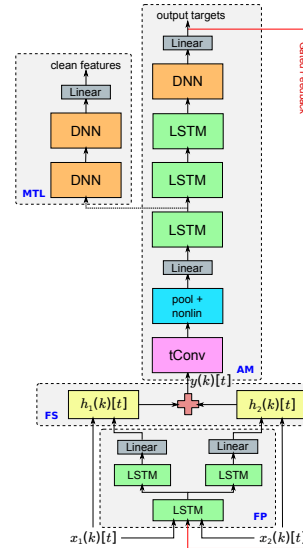 output targets
Linear
clean features
Linear
DNN
DNN
LSTM
DNN
LSTM
DNN
MTL
LSTM
Linear
pool +
nonlin
tConv
AM
y(k)[t]
h₁(k)[t]
h₂(k)[t]
FS
Linear
Linear
LSTM
LSTM
LSTM
FP
x₁(k)[t]
x₂(k)[t]